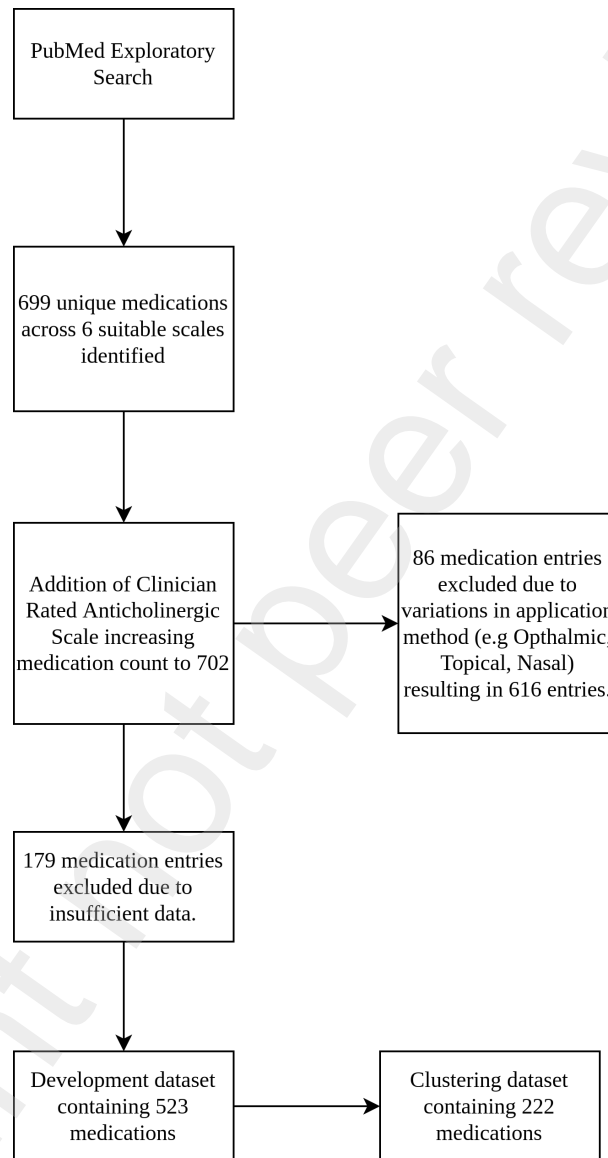 PubMed Exploratory
Search
699 unique medications
across 6 suitable scales
identified
Addition of Clinician
Rated Anticholinergic
Scale increasing
medication count to 702
86 medication entries
excluded due to
variations in application
method (e.g Opthalmic,
Topical, Nasal)
resulting in 616 entries.
179 medication entries
excluded due to
insufficient data.
Development dataset
containing 523
medications
Clustering dataset
containing 222
medications
not peer